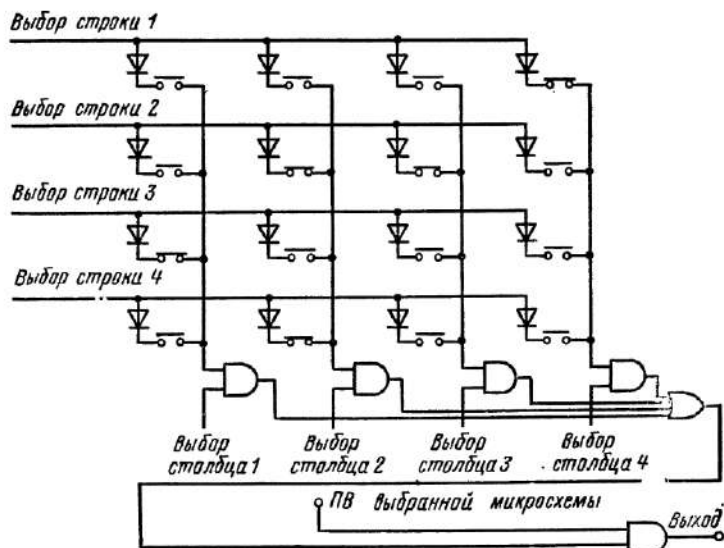 Выбор строки 1
Выбор строки 2
Выбор строки 3
Выбор строки 4
Выбор столбца 1
Выбор столбца 2
Выбор столбца 3
Выбор столбца 4
ПВ выбранной микросхемы
Выход